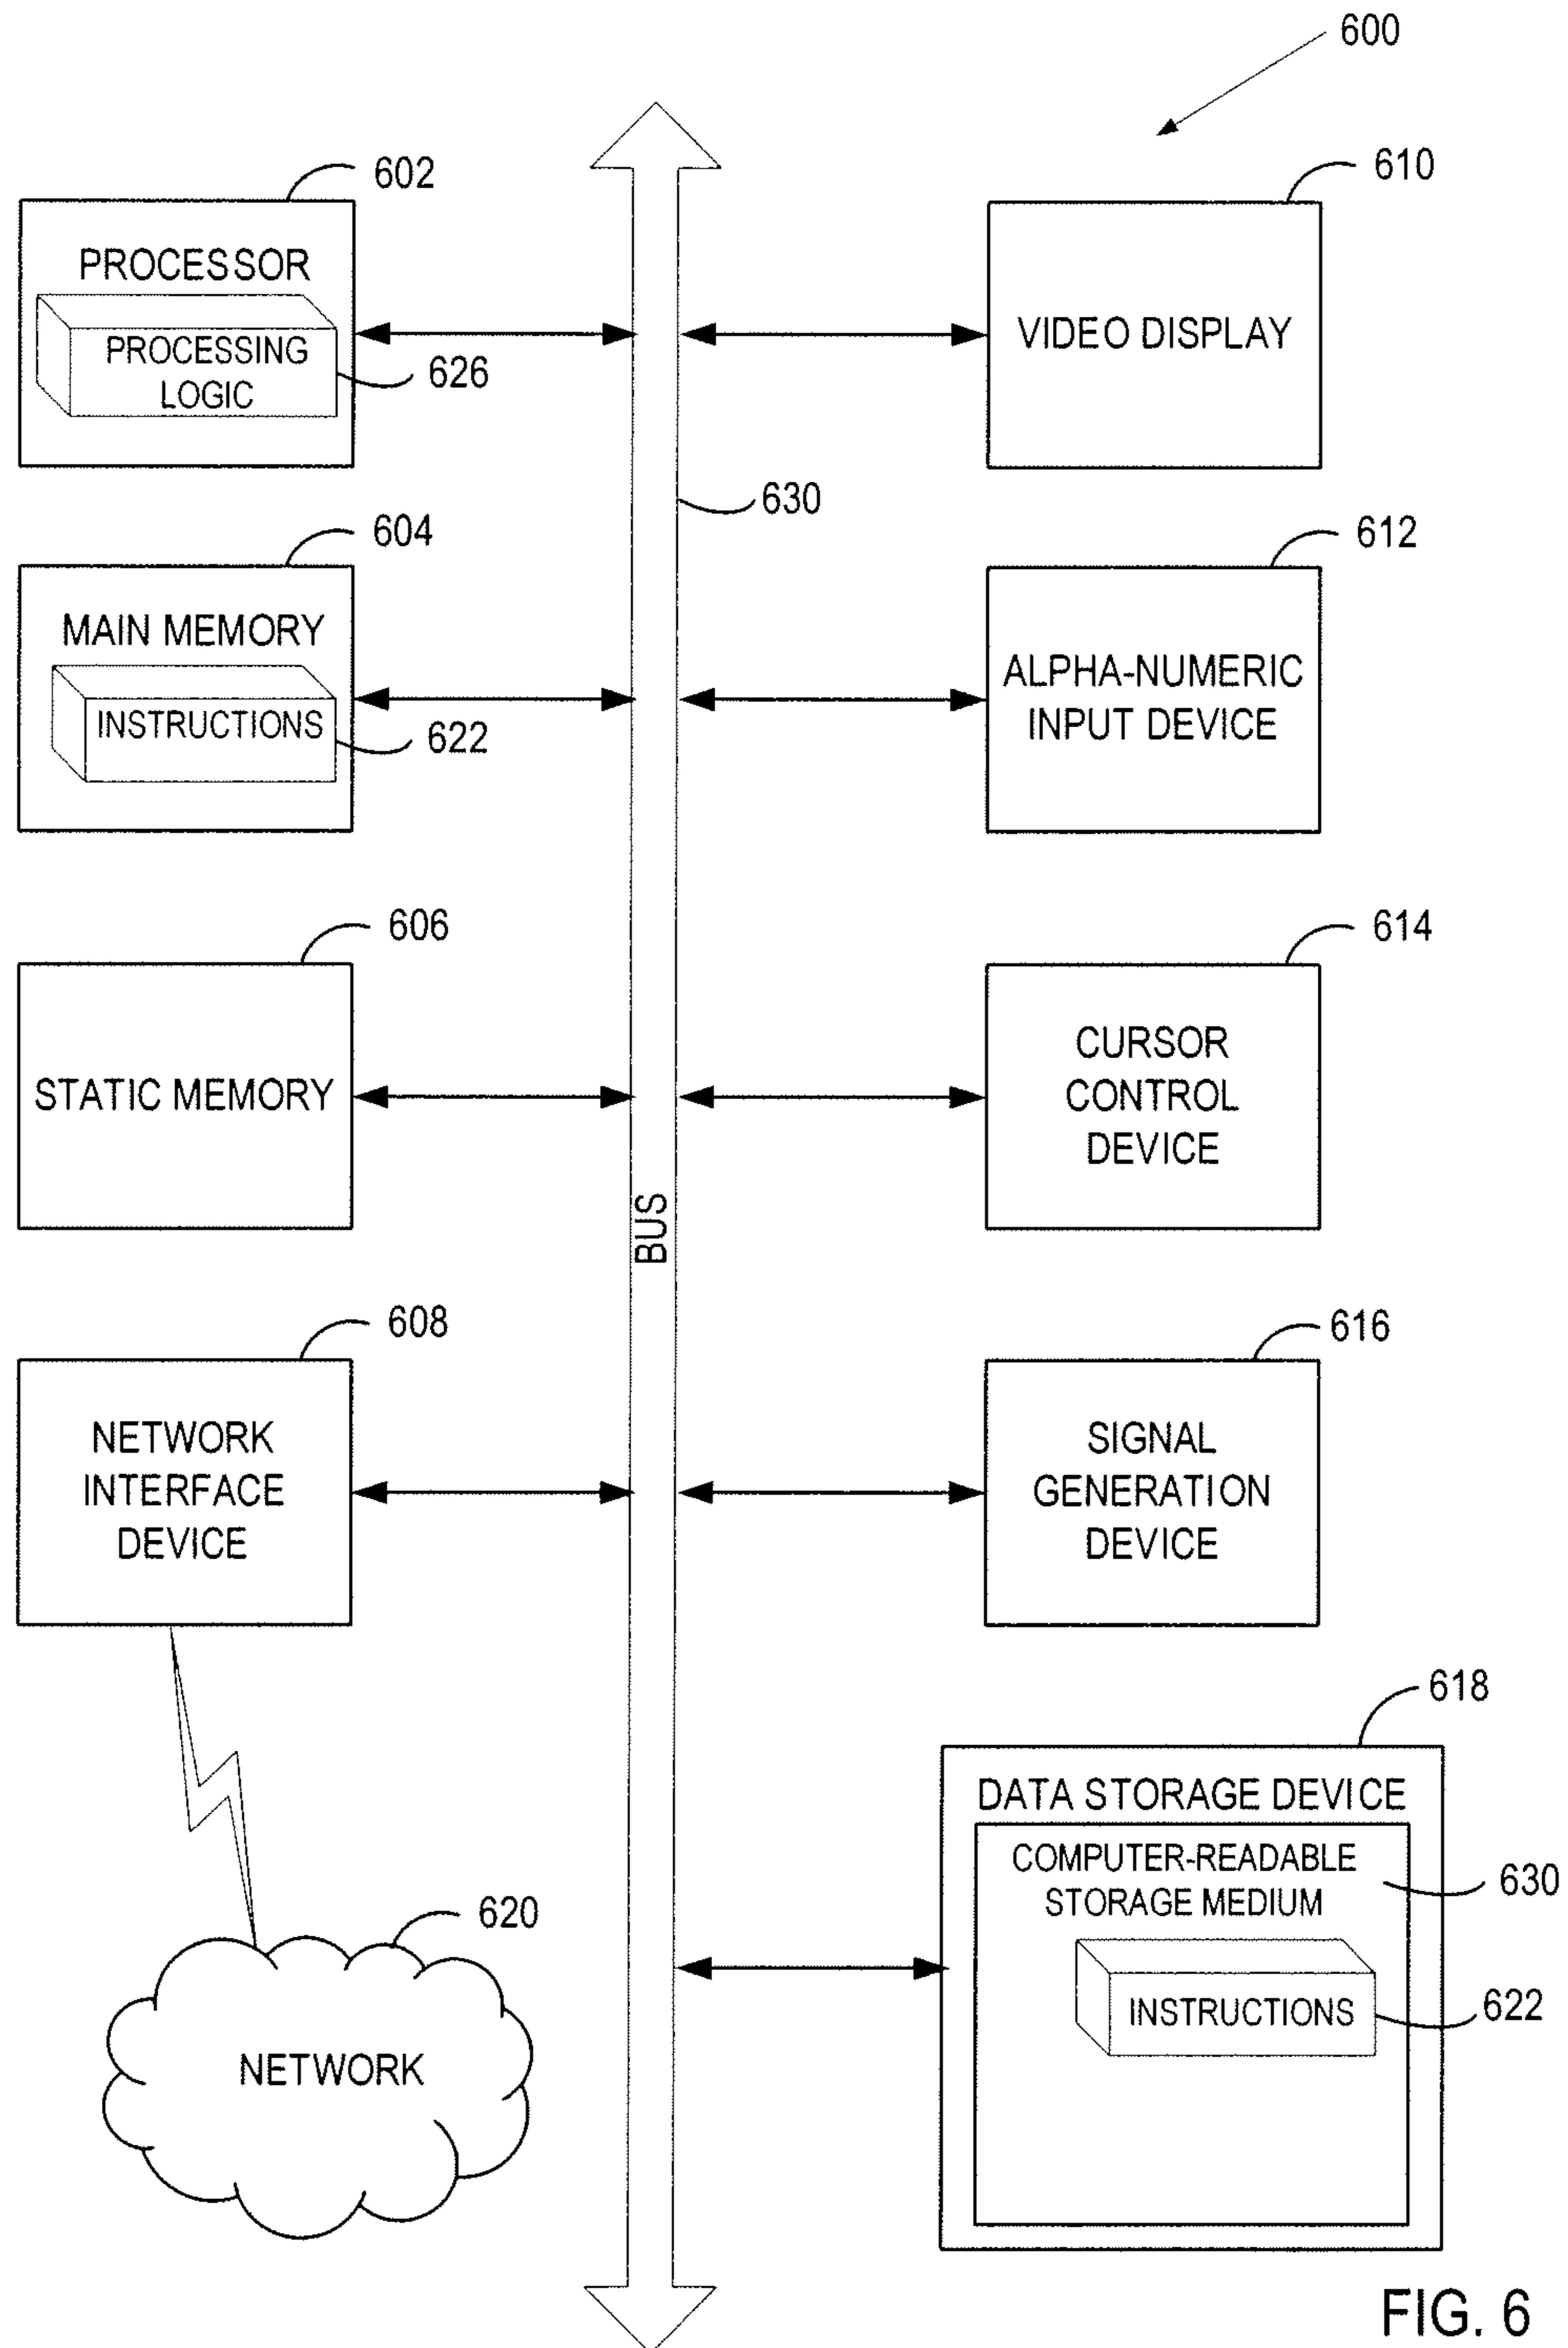 600
602
PROCESSOR
PROCESSING
LOGIC
626
610
VIDEO DISPLAY
630
604
MAIN MEMORY
INSTRUCTIONS
622
612
ALPHA-NUMERIC
INPUT DEVICE
606
STATIC MEMORY
614
CURSOR
CONTROL
DEVICE
BUS
608
NETWORK
INTERFACE
DEVICE
616
SIGNAL
GENERATION
DEVICE
620
NETWORK
618
DATA STORAGE DEVICE
COMPUTER-READABLE
STORAGE MEDIUM
630
INSTRUCTIONS
622
FIG. 6